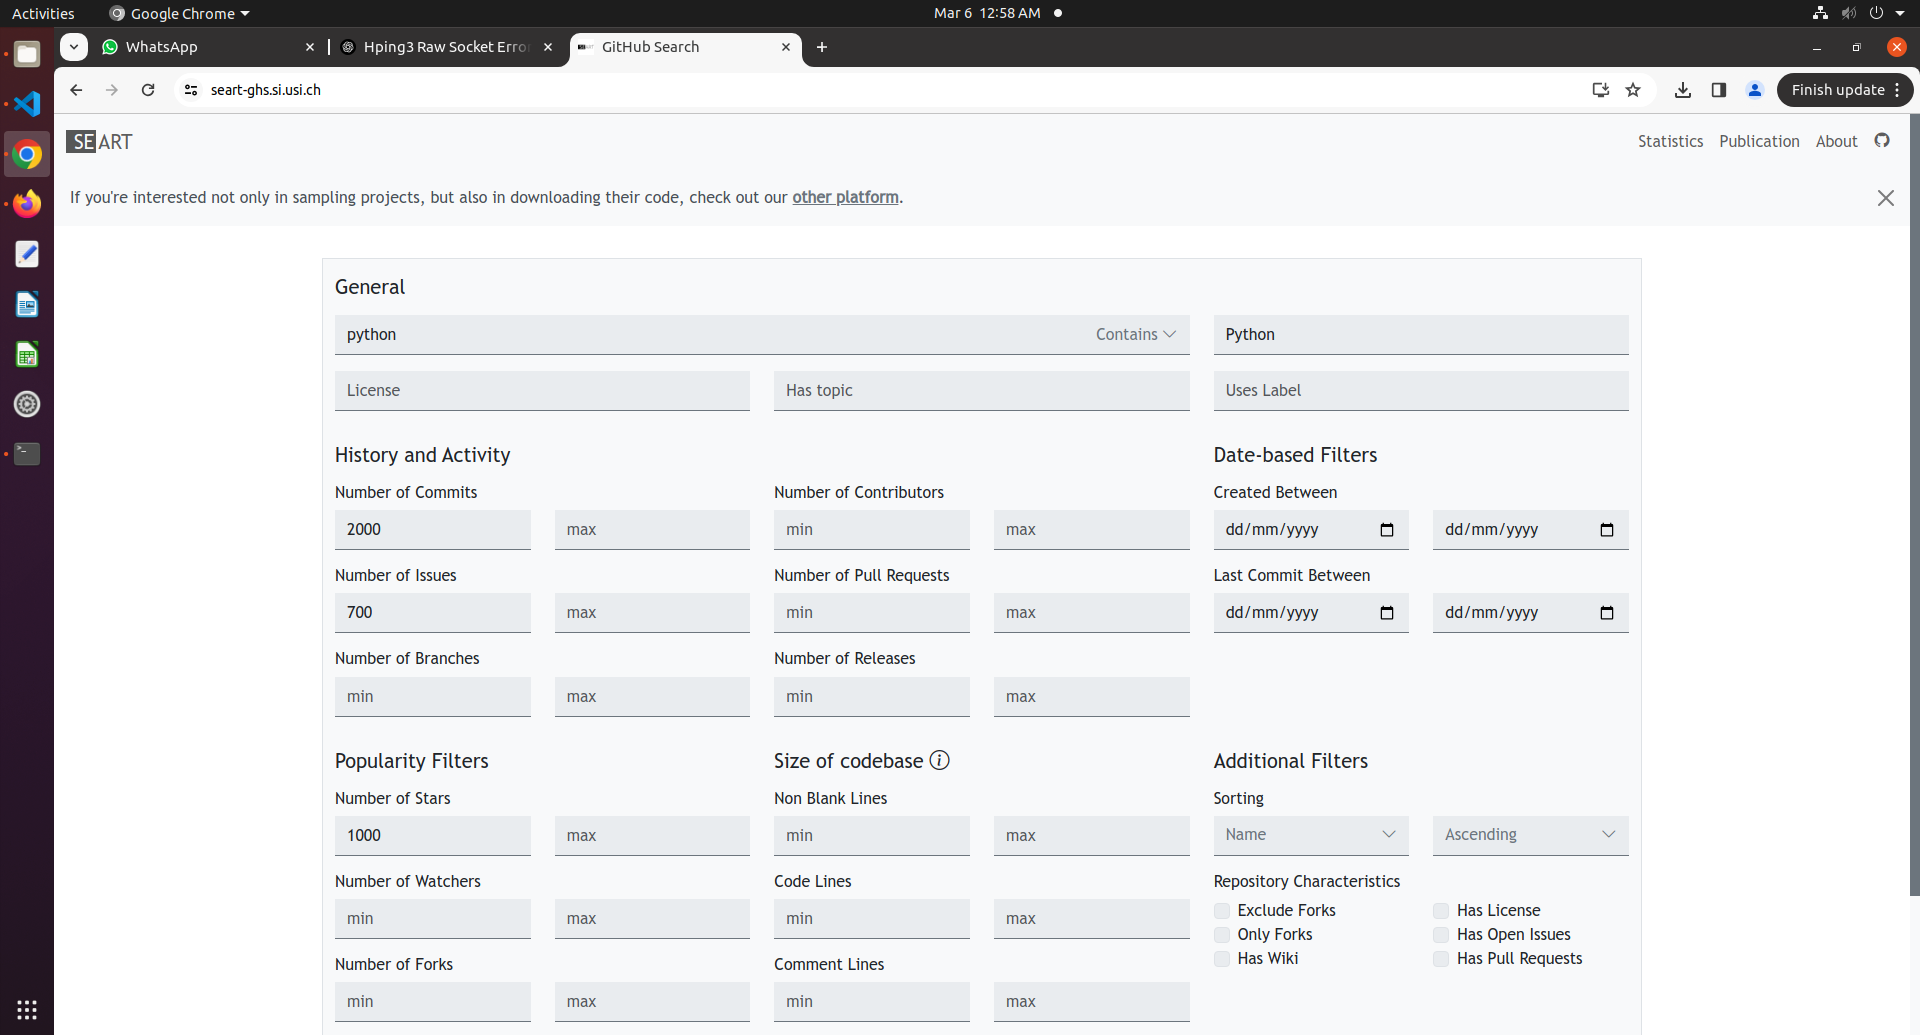 Activities
Google Chrome
Mar 6 12:58 AM
WhatsApp
Hping3 Raw Socket Erro
GitHub Search
seart-ghs.si.usi.ch
Finish update
SEART
Statistics
Publication
About
If you're interested not only in sampling projects, but also in downloading their code, check out our other platform.
General
python
Contains
Python
License
Has topic
Uses Label
History and Activity
Date-based Filters
Number of Commits
Number of Contributors
Created Between
2000
max
min
max
dd/mm/yyyy
dd/mm/yyyy
Number of Issues
Number of Pull Requests
Last Commit Between
700
max
min
max
dd/mm/yyyy
dd/mm/yyyy
Number of Branches
Number of Releases
min
max
min
max
Popularity Filters
Size of codebase
Additional Filters
Number of Stars
Non Blank Lines
Sorting
1000
max
min
max
Name
Ascending
Number of Watchers
Code Lines
Repository Characteristics
min
max
min
max
Exclude Forks
Has License
Only Forks
Has Open Issues
Has Wiki
Has Pull Requests
Number of Forks
Comment Lines
min
max
min
max